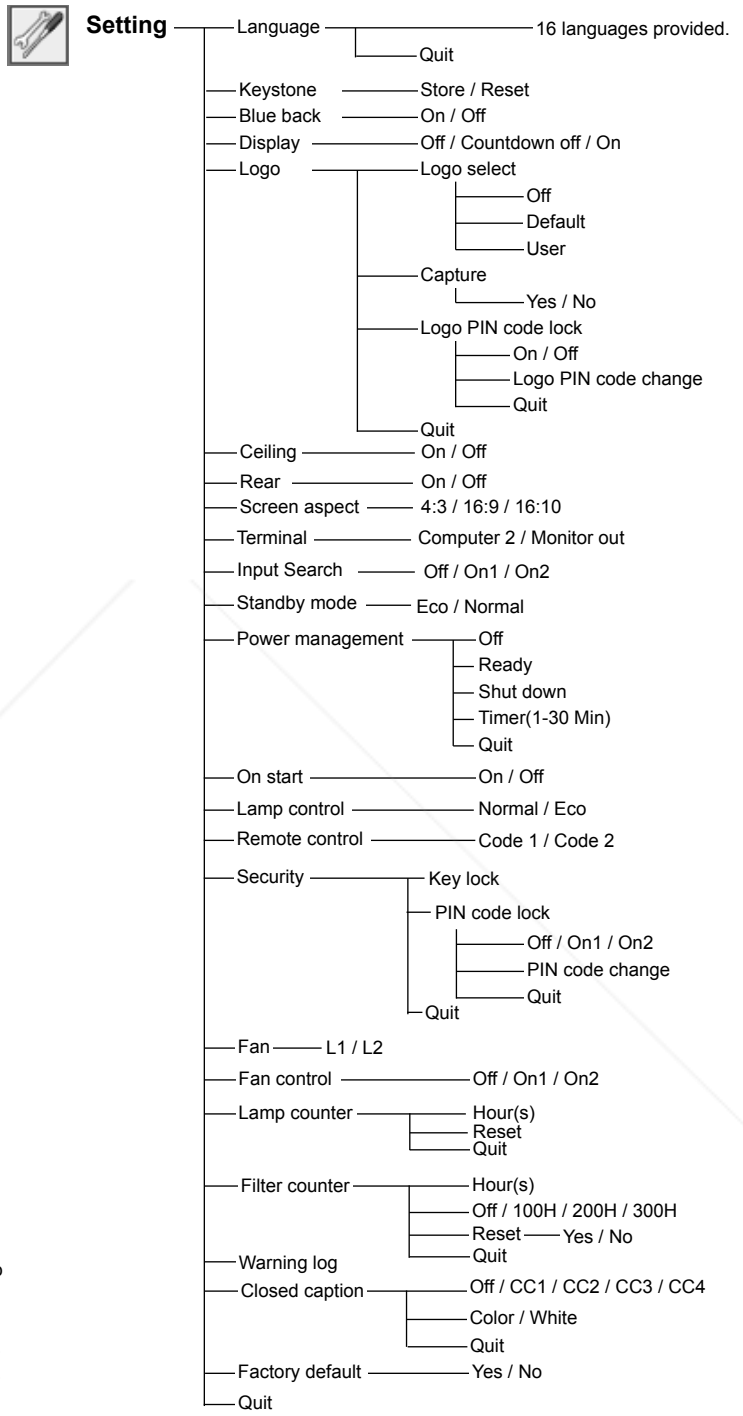 Setting Language 16 languages provided.
Quit
Keystone Store / Reset
Blue back On / Off
Display Off / Countdown off / On
Logo Logo select
Off
Default
User
Capture
Yes / No
Logo PIN code lock
On / Off
Logo PIN code change
Quit
Quit
Ceiling On / Off
Rear On / Off
Screen aspect 4:3 / 16:9 / 16:10
Terminal Computer 2 / Monitor out
Input Search Off / On1 / On2
Standby mode Eco / Normal
Power management Off
Ready
Shut down
Timer(1-30 Min)
Quit
On start On / Off
Lamp control Normal / Eco
Remote control Code 1 / Code 2
Security Key lock
PIN code lock
Off / On1 / On2
PIN code change
Quit
Quit
Fan L1 / L2
Fan control Off / On1 / On2
Lamp counter Hour(s)
Reset
Quit
Filter counter Hour(s)
Off / 100H / 200H / 300H
Reset Yes / No
Quit
Warning log
Closed caption Off / CC1 / CC2 / CC3 / CC4
Color / White
Quit
Factory default Yes / No
Quit